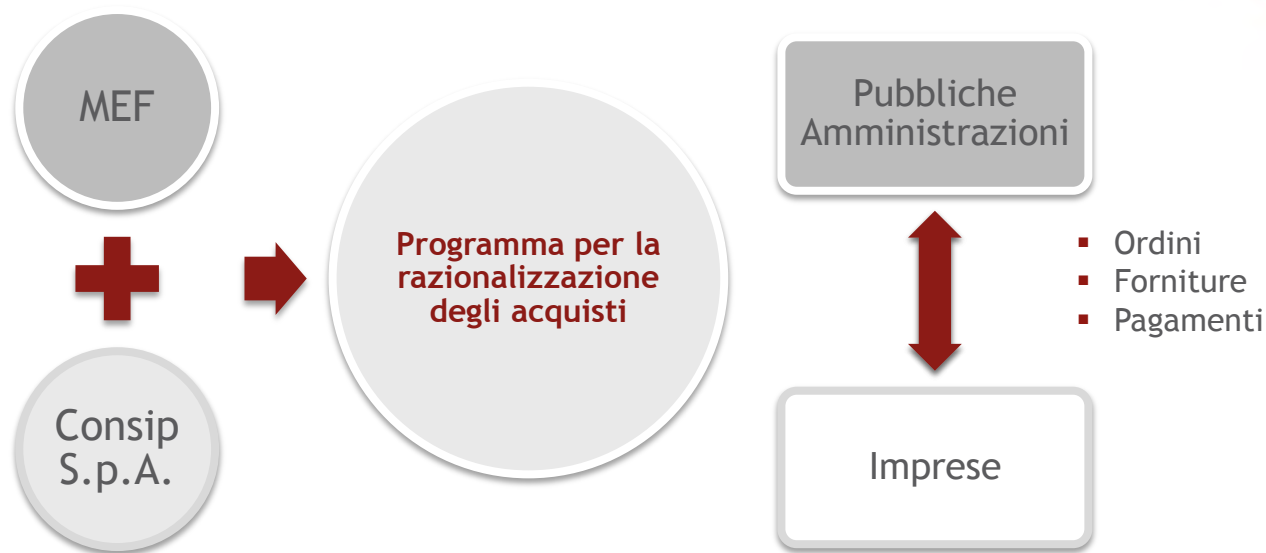 MEF
Consip
S.p.A.
Programma per la
razionalizzazione
degli acquisti
Pubbliche
Amministrazioni
▪ Ordini
▪ Forniture
▪ Pagamenti
Imprese